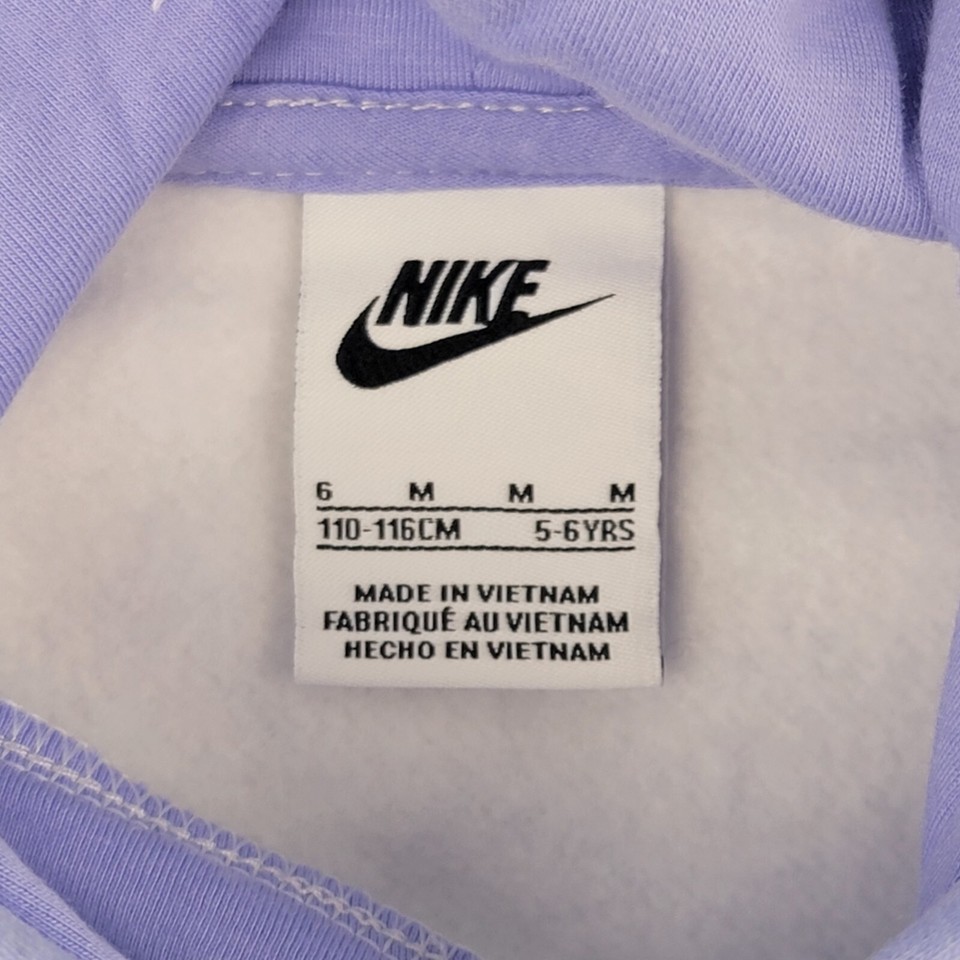 NIKE
6 M M M
110-116CM 5-6YRS
MADE IN VIETNAM
FABRIQUÉ AU VIETNAM
HECHO EN VIETNAM